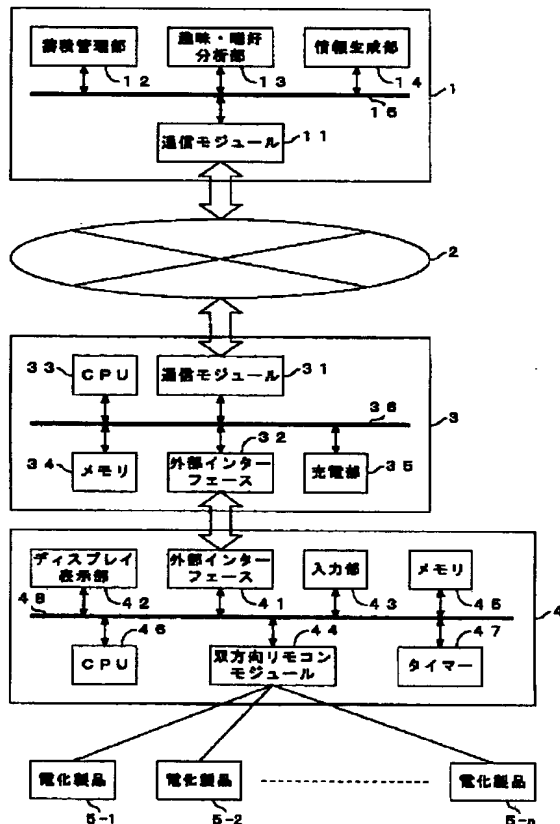 蓄積管理部
趣味・嗜好
分析部
情報生成部
12
13
14
15
1
通信モジュール
11
2
33
CPU
通信モジュール
31
36
3
32
34
メモリ
外部インター
フェース
充電部
35
ディスプレイ
表示部
外部インター
フェース
入力部
メモリ
48
42
41
43
45
4
46
44
47
CPU
双方向リモコン
モジュール
タイマー
電化製品
電化製品
電化製品
5-1
5-2
5-n